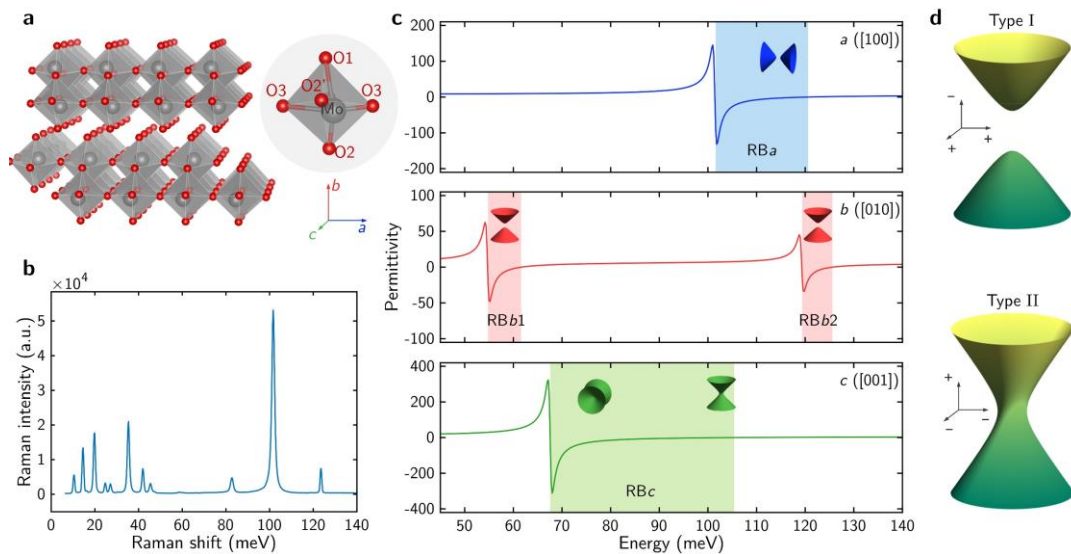 a
O1
O2'
O3
Mo
O3
O2
b
a
c
b
×10⁴
Raman intensity (a.u.)
5
4
3
2
1
0
0 20 40 60 80 100 120 140
Raman shift (meV)
c
Permittivity
200
100
0
-100
-200
a ([100])
RBa
100
50
0
-50
-100
b ([010])
RBb1
RBb2
400
200
0
-200
-400
c ([001])
RBc
50 60 70 80 90 100 110 120 130 140
Energy (meV)
d
Type I
−
+
+
Type II
+
−
−